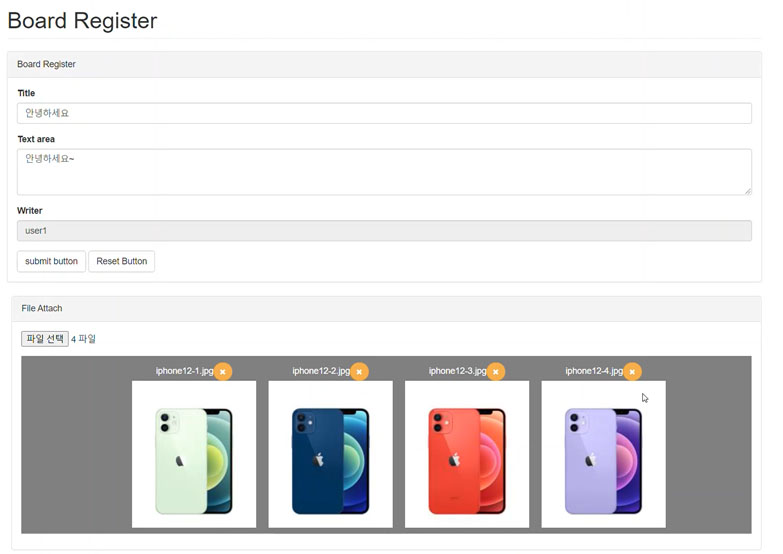 Board Register
Board Register
Title
안녕하세요
Text area
안녕하세요~
Writer
user1
submit button Reset Button
File Attach
파일 선택 4 파일
iphone12-1.jpg iphone12-2.jpg iphone12-3.jpg iphone12-4.jpg